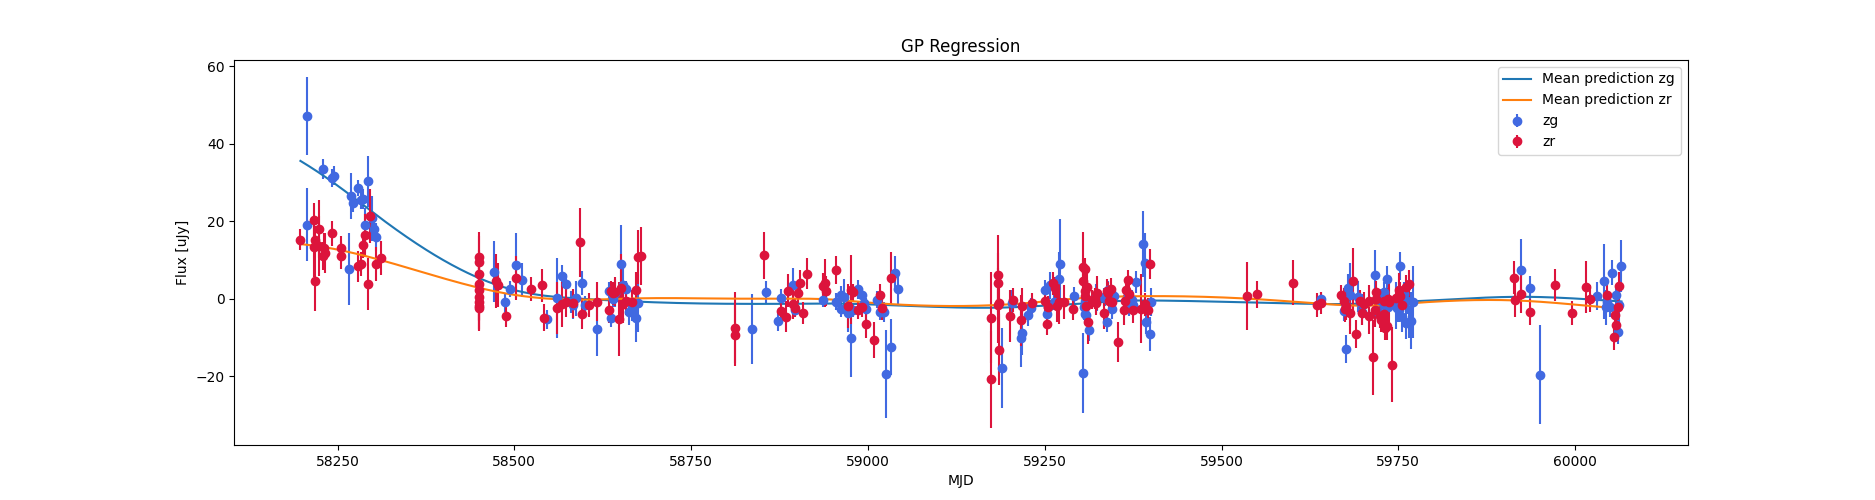 GP Regression
60
40
20
0
−20
Flux [uJy]
58250
58500
58750
59000
59250
59500
59750
60000
MJD
Mean prediction zg
Mean prediction zr
zg
zr